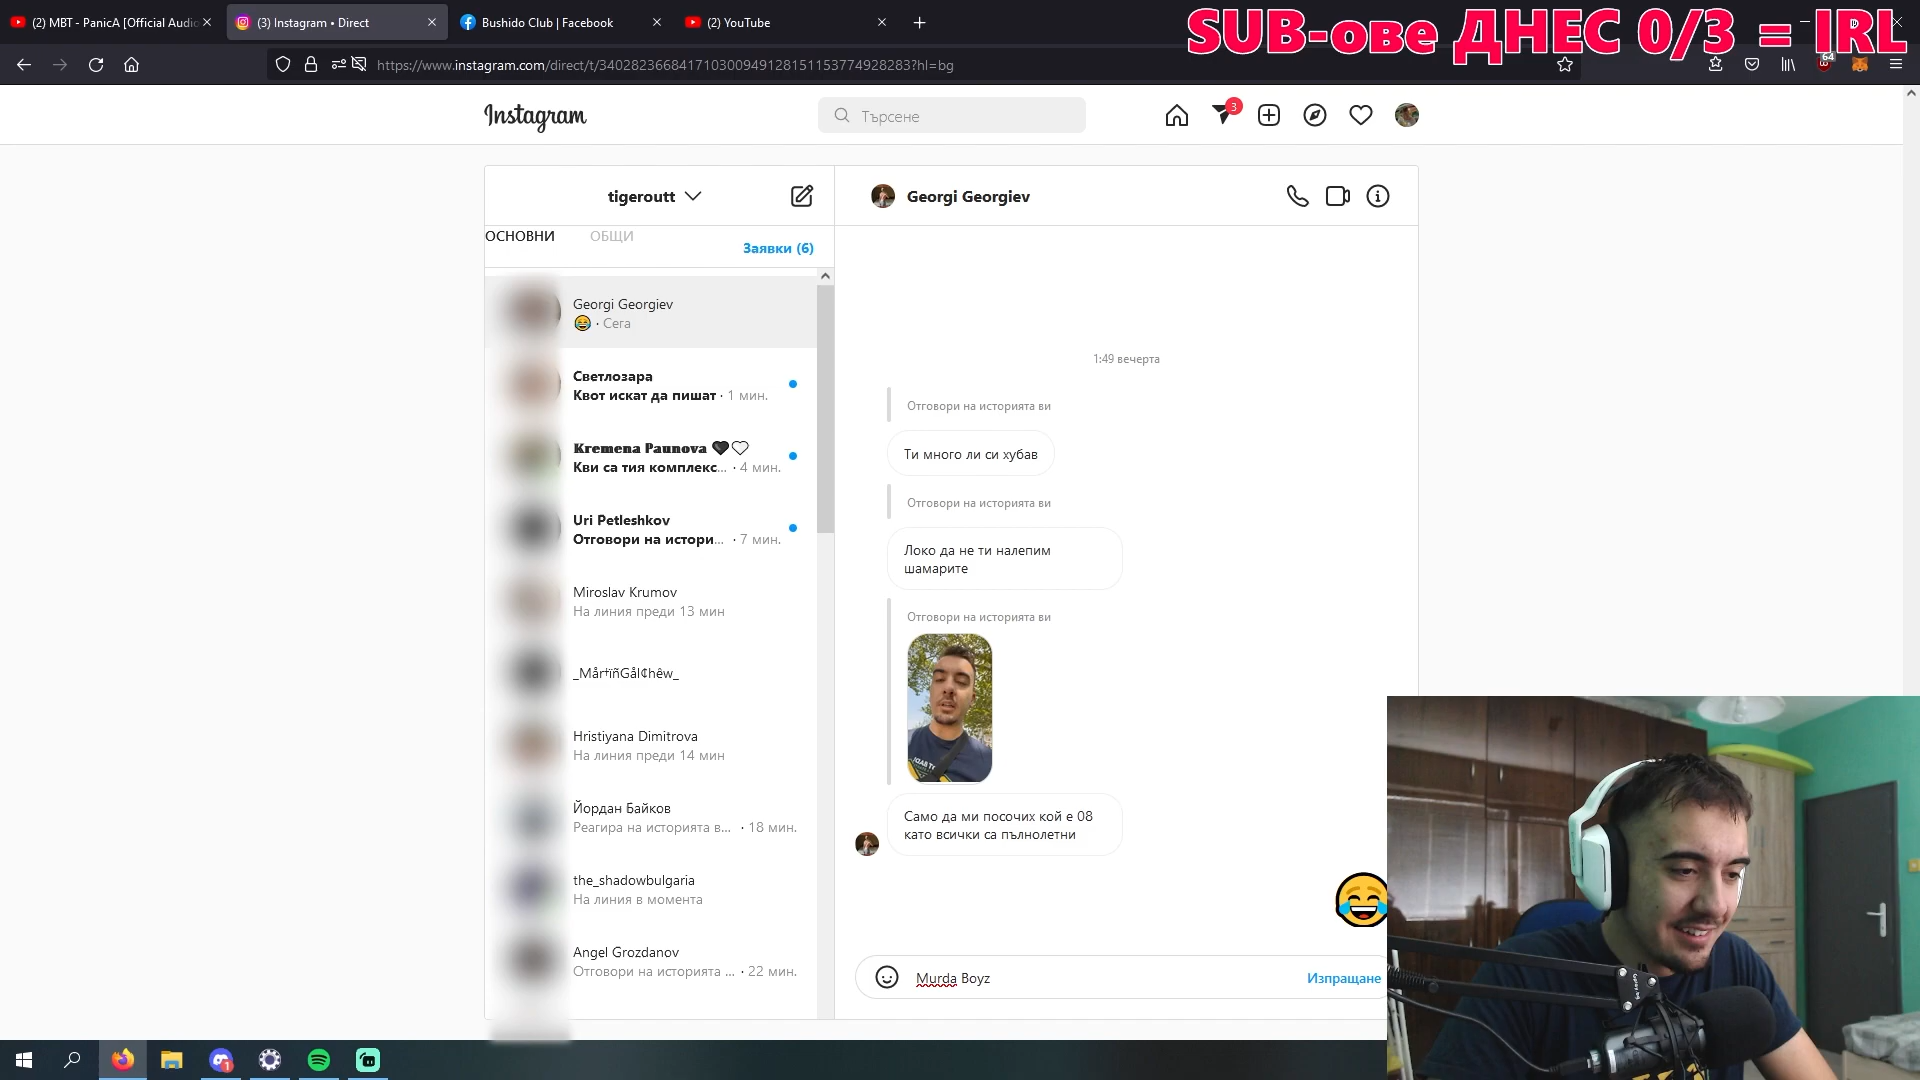 (2) MBT - PanicA [Official Audio
(3) Instagram • Direct
Bushido Club | Facebook
(2) YouTube
SUB-ове ДНЕС 0/3 = IRL
https://www.instagram.com/direct/t/340282366841710300949128151153774928283?hl=bg
64
Instagram
Търсене
3
tigeroutt
Georgi Georgiev
ОСНОВНИ
ОБЩИ
Заявки (6)
Georgi Georgiev
😂 · Сега
Светлозара
Квот искат да пишат · 1 мин.
Kremena Paunova 🖤🤍
Кви са тия комплекс... · 4 мин.
Uri Petleshkov
Отговори на истори... · 7 мин.
Miroslav Krumov
На линия преди 13 мин
_Mår†ïñGål¢hêw_
Hristiyana Dimitrova
На линия преди 14 мин
Йордан Байков
Реагира на историята в... · 18 мин.
the_shadowbulgaria
На линия в момента
Angel Grozdanov
Отговори на историята ... · 22 мин.
1:49 вечерта
Отговори на историята ви
Ти много ли си хубав
Отговори на историята ви
Локо да не ти налепим
шамарите
Отговори на историята ви
Само да ми посочих кой е 08
като всички са пълнолетни
😂
Murda Boyz
Изпращане
1